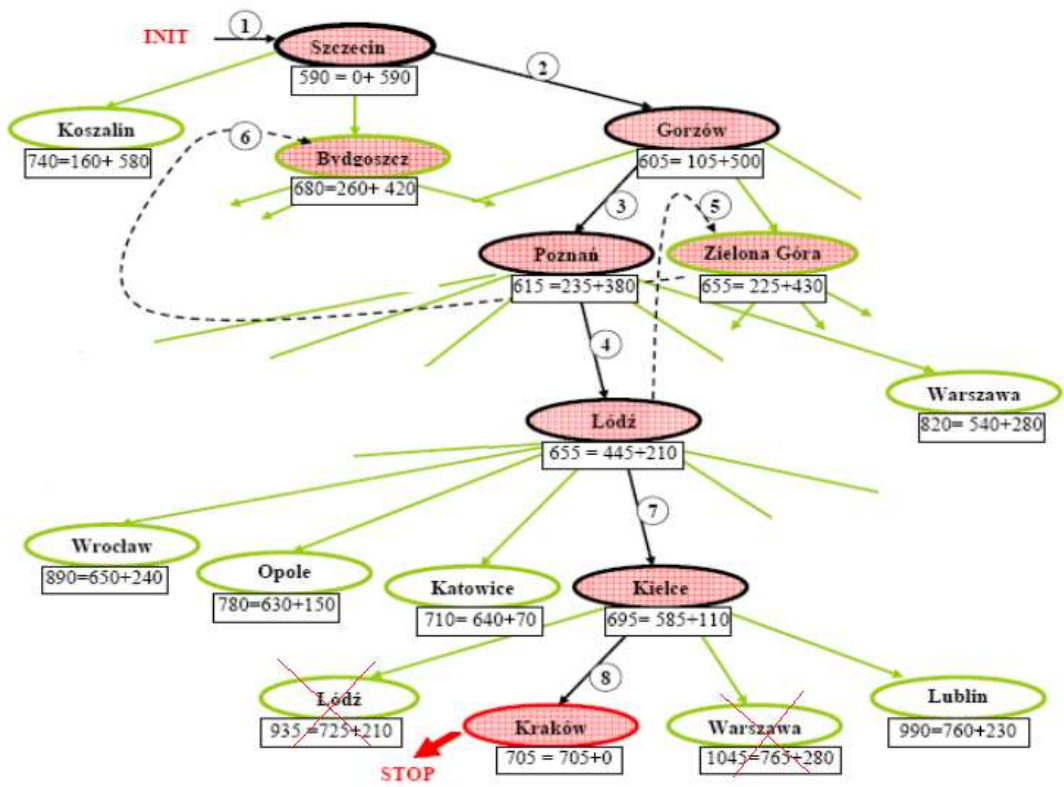 INIT
1
Szczecin
590 = 0+ 590
2
Koszalin
740=160+ 580
6
Bydgoszcz
680=260+ 420
Gorzów
605= 105+500
3
5
Poznań
615 =235+380
Zielona Góra
655= 225+430
4
Warszawa
820= 540+280
Łódź
655 = 445+210
7
Wrocław
890=650+240
Opole
780=630+150
Katowice
710= 640+70
Kielce
695= 585+110
8
Łódź
935 =725+210
Kraków
705 = 705+0
Warszawa
1045=765+280
Lublin
990=760+230
STOP